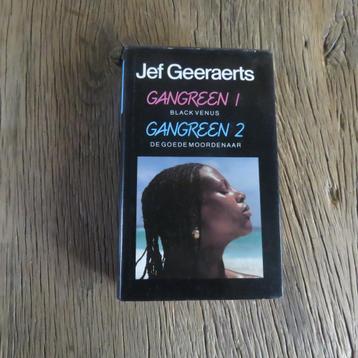 Jef Geeraerts
GANGREEN 1
BLACK VENUS
GANGREEN 2
DE GOEDE MOORDENAAR